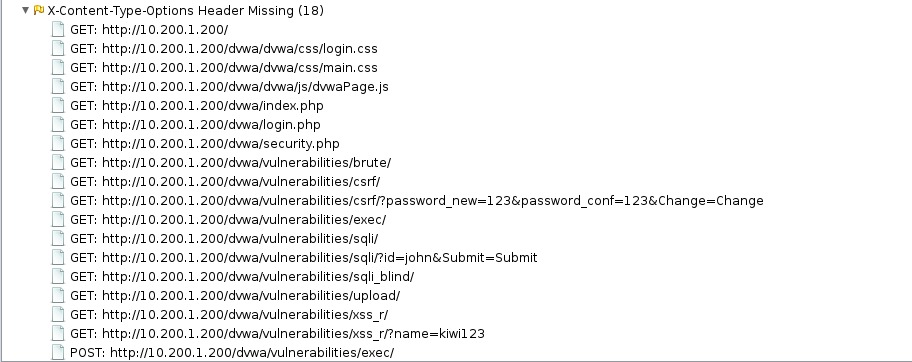 X-Content-Type-Options Header Missing (18)
GET: http://10.200.1.200/
GET: http://10.200.1.200/dvwa/dvwa/css/login.css
GET: http://10.200.1.200/dvwa/dvwa/css/main.css
GET: http://10.200.1.200/dvwa/dvwa/js/dvwaPage.js
GET: http://10.200.1.200/dvwa/index.php
GET: http://10.200.1.200/dvwa/login.php
GET: http://10.200.1.200/dvwa/security.php
GET: http://10.200.1.200/dvwa/vulnerabilities/brute/
GET: http://10.200.1.200/dvwa/vulnerabilities/csrf/
GET: http://10.200.1.200/dvwa/vulnerabilities/csrf/?password_new=123&password_conf=123&Change=Change
GET: http://10.200.1.200/dvwa/vulnerabilities/exec/
GET: http://10.200.1.200/dvwa/vulnerabilities/sqli/
GET: http://10.200.1.200/dvwa/vulnerabilities/sqli/?id=john&Submit=Submit
GET: http://10.200.1.200/dvwa/vulnerabilities/sqli_blind/
GET: http://10.200.1.200/dvwa/vulnerabilities/upload/
GET: http://10.200.1.200/dvwa/vulnerabilities/xss_r/
GET: http://10.200.1.200/dvwa/vulnerabilities/xss_r/?name=kiwi123
POST: http://10.200.1.200/dvwa/vulnerabilities/exec/